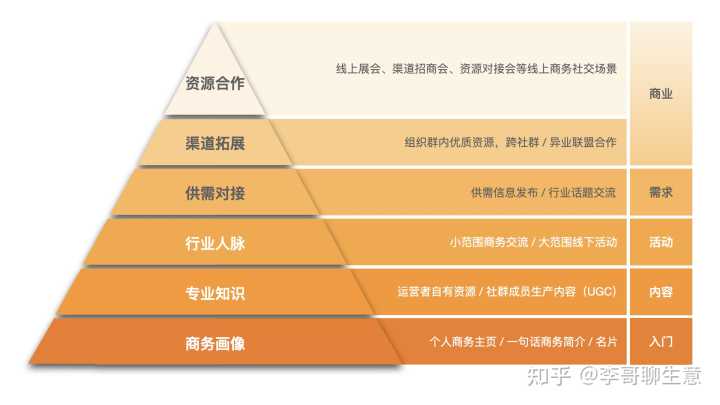 资源合作
线上展会、渠道招商会、资源对接会等线上商务社交场景
商业
渠道拓展
组织群内优质资源，跨社群 / 异业联盟合作
供需对接
供需信息发布 / 行业话题交流
需求
行业人脉
小范围商务交流 / 大范围线下活动
活动
专业知识
运营者自有资源 / 社群成员生产内容（UGC）
内容
商务画像
个人商务主页 / 一句话商务简介 / 名片
入门
知乎 @李哥聊生意